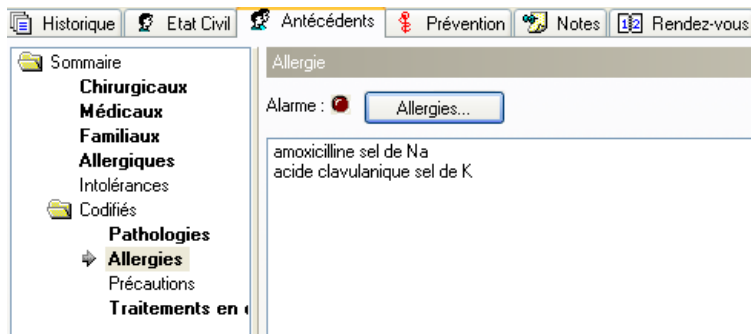 Historique Etat Civil Antécédents Prévention Notes Rendez-vous
Sommaire
Chirurgicaux
Médicaux
Familiaux
Allergiques
Intolérances
Codifiés
Pathologies
Allergies
Précautions
Traitements en
Allergie
Alarme : Allergies...
amoxicilline sel de Na
acide clavulanique sel de K